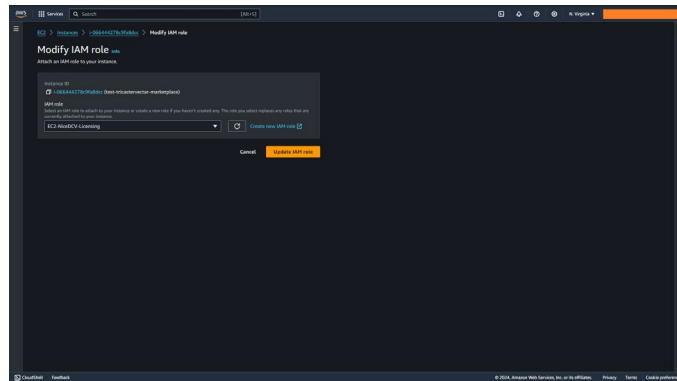 aws
Services
Search
[Alt+S]
N. Virginia
EC2 > Instances > i-066444278c9fa8dcc > Modify IAM role
Modify IAM role Info
Attach an IAM role to your instance.
Instance ID
(test-tricastervectar-marketplace)
IAM role
Select an IAM role to attach to your instance or create a new role if you haven't created any. The role you select replaces any roles that are
currently attached to your instance.
EC2-NiceDCV-Licensing
Create new IAM role
Cancel
Update IAM role
CloudShell
Feedback
© 2024, Amazon Web Services, Inc. or its affiliates.
Privacy
Terms
Cookie preferences